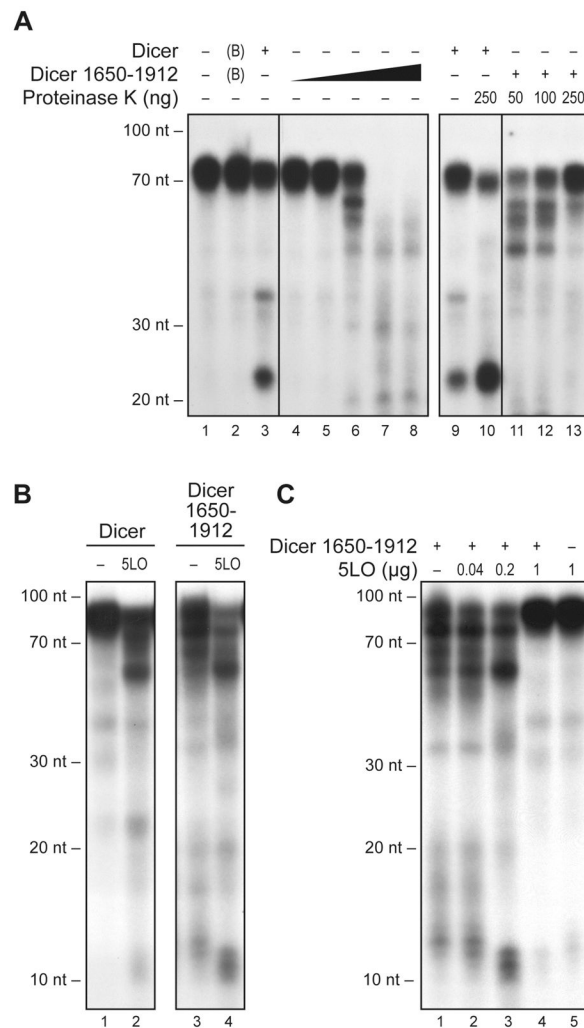 A
Dicer – (B) + – + + – – –
Dicer 1650-1912 – (B) – – – + + +
Proteinase K (ng) – – – – – – – – – 250 50 100 250
100 nt –
70 nt –
30 nt –
20 nt –
1 2 3 4 5 6 7 8 9 10 11 12 13
B
Dicer
Dicer
1650-
1912
– 5LO – 5LO
100 nt –
70 nt –
30 nt –
20 nt –
10 nt –
1 2 3 4
C
Dicer 1650-1912 + + + + –
5LO (µg) – 0.04 0.2 1 1
100 nt –
70 nt –
30 nt –
20 nt –
10 nt –
1 2 3 4 5